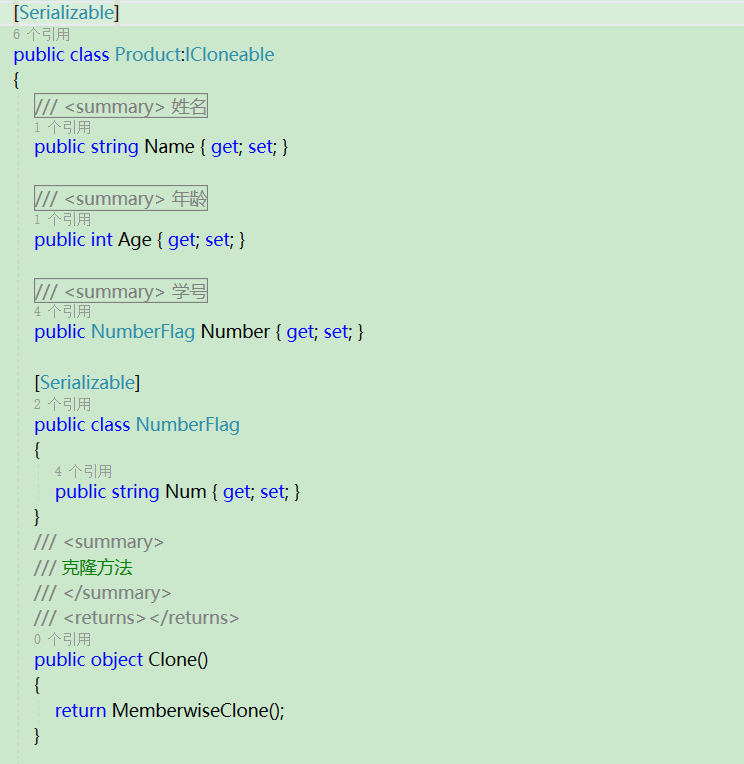 [Serializable]
6 个引用
public class Product:ICloneable
{
/// <summary> 姓名
1 个引用
public string Name { get; set; }
/// <summary> 年龄
1 个引用
public int Age { get; set; }
/// <summary> 学号
4 个引用
public NumberFlag Number { get; set; }
[Serializable]
2 个引用
public class NumberFlag
{
4 个引用
public string Num { get; set; }
}
/// <summary>
/// 克隆方法
/// </summary>
/// <returns></returns>
0 个引用
public object Clone()
{
return MemberwiseClone();
}